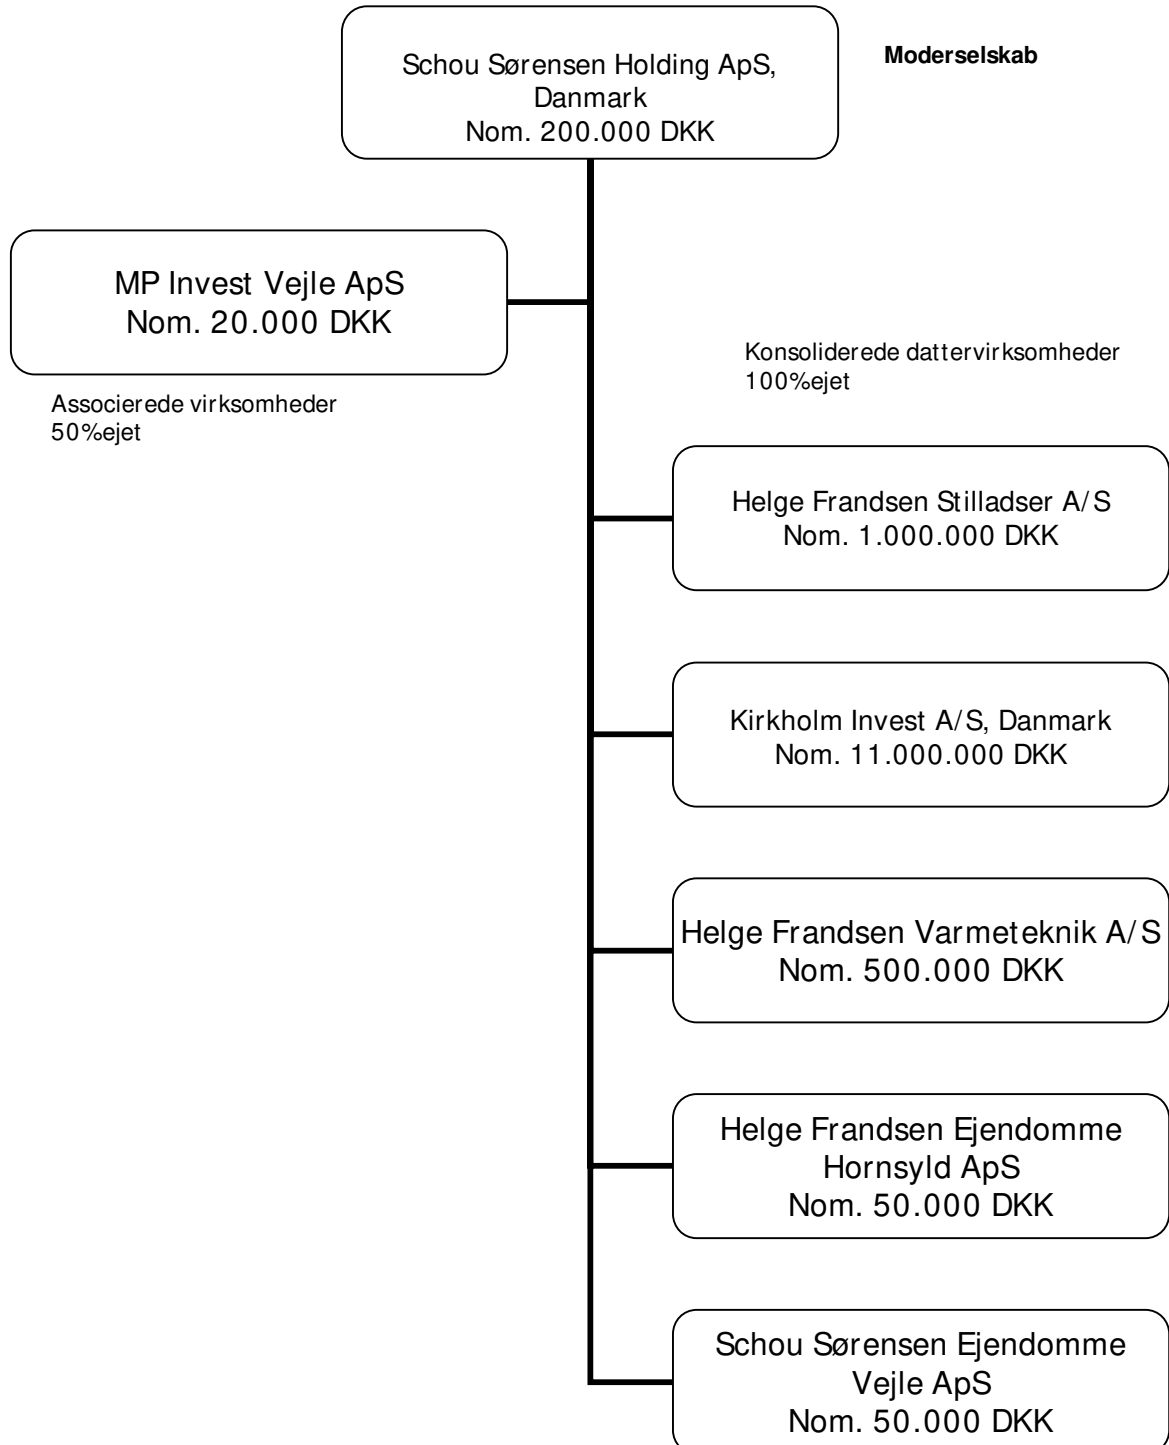 Schou Sørensen Holding ApS,
Danmark
Nom. 200.000 DKK
Moderselskab
MP Invest Vejle ApS
Nom. 20.000 DKK
Associerede virksomheder
50%ejet
Konsoliderede dattervirksomheder
100%ejet
Helge Frandsen Stilladser A/S
Nom. 1.000.000 DKK
Kirkholm Invest A/S, Danmark
Nom. 11.000.000 DKK
Helge Frandsen Varmeteknik A/S
Nom. 500.000 DKK
Helge Frandsen Ejendomme
Hornsyld ApS
Nom. 50.000 DKK
Schou Sørensen Ejendomme
Vejle ApS
Nom. 50.000 DKK